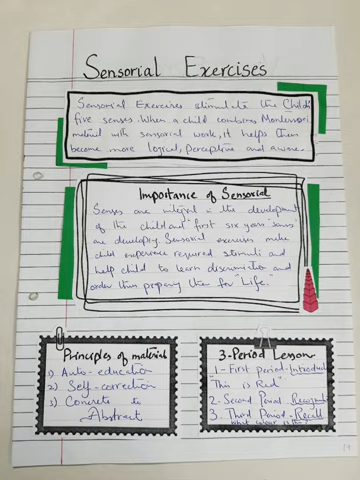 Sensorial Exercises
Sensorial Exercises stimulate the Child's
five senses. When a child combines Montessori
material with sensorial work, it helps them
become more logical, perceptive and aware.
Importance of Sensorial
Senses are integral in the development
of the child and "first six years" senses
are developing. Sensorial exercises make
child experience required stimuli and
help child to learn discrimination and
order thus preparing them for "Life."
Principles of material
1) Auto-education
2) Self-correction
3) Concrete to
Abstract
3-Period Lesson
1- First period- Introduction
"This is Red"
2- Second Period- Recognition
3. Third Period- Recall
what colour is this?